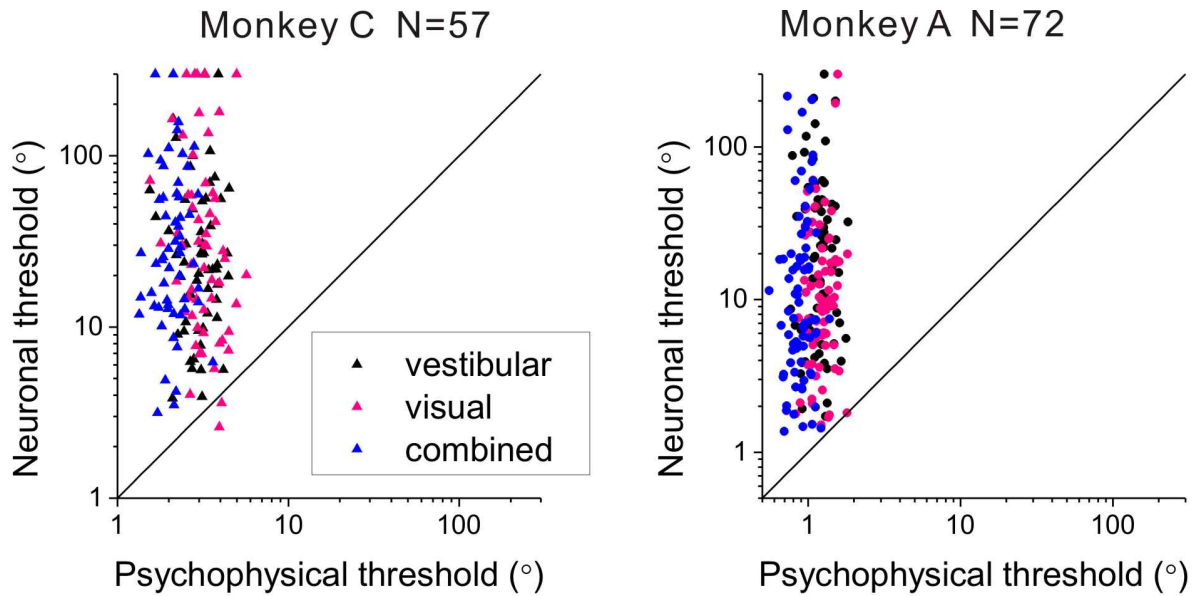 Monkey C N=57
Neuronal threshold (°)
100
10
1
1 10 100
Psychophysical threshold (°)
vestibular
visual
combined
Monkey A N=72
Neuronal threshold (°)
100
10
1
1 10 100
Psychophysical threshold (°)